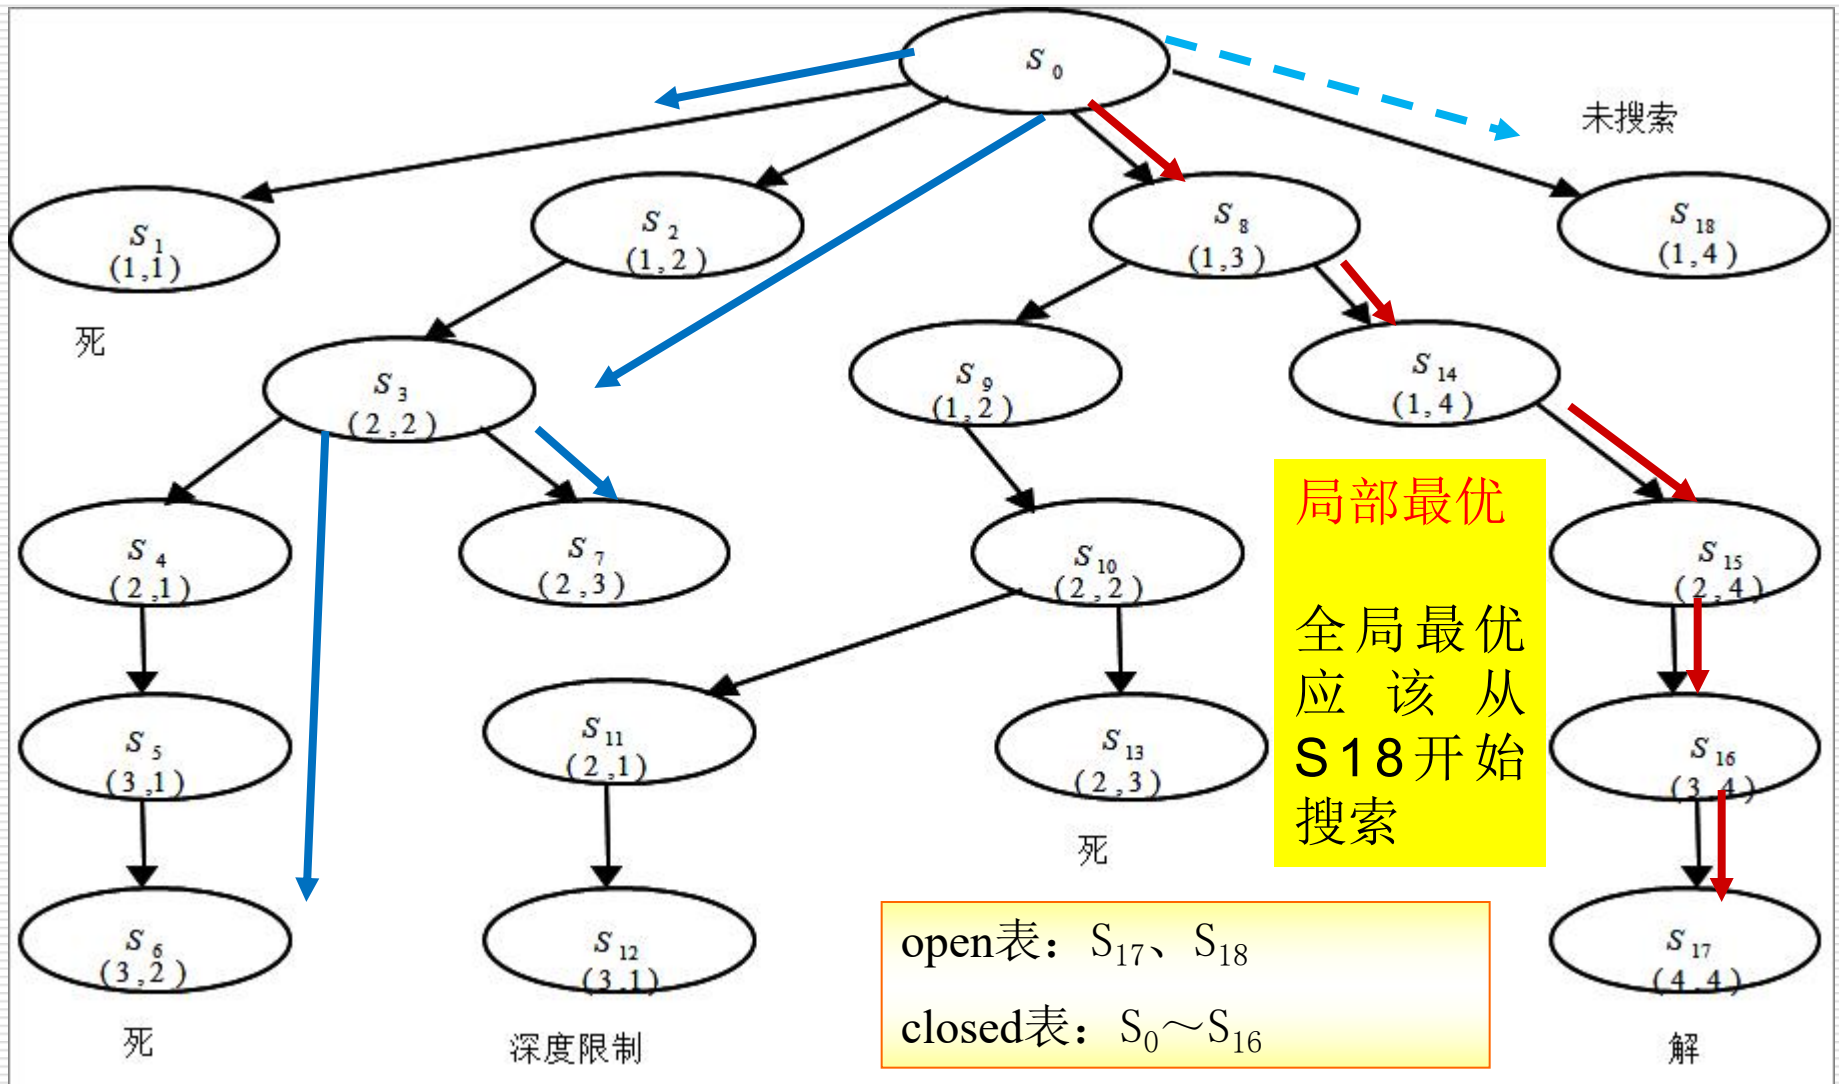 S0
未搜索
S1
(1,1)
死
S2
(1,2)
S8
(1,3)
S18
(1,4)
S3
(2,2)
S9
(1,2)
S14
(1,4)
S4
(2,1)
S7
(2,3)
S10
(2,2)
S15
(2,4)
局部最优
全局最优
应该从
S18开始
搜索
S5
(3,1)
S11
(2,1)
S13
(2,3)
死
S16
(3,4)
S6
(3,2)
死
S12
(3,1)
深度限制
S17
(4,4)
解
open表：S17、S18
closed表：S0～S16